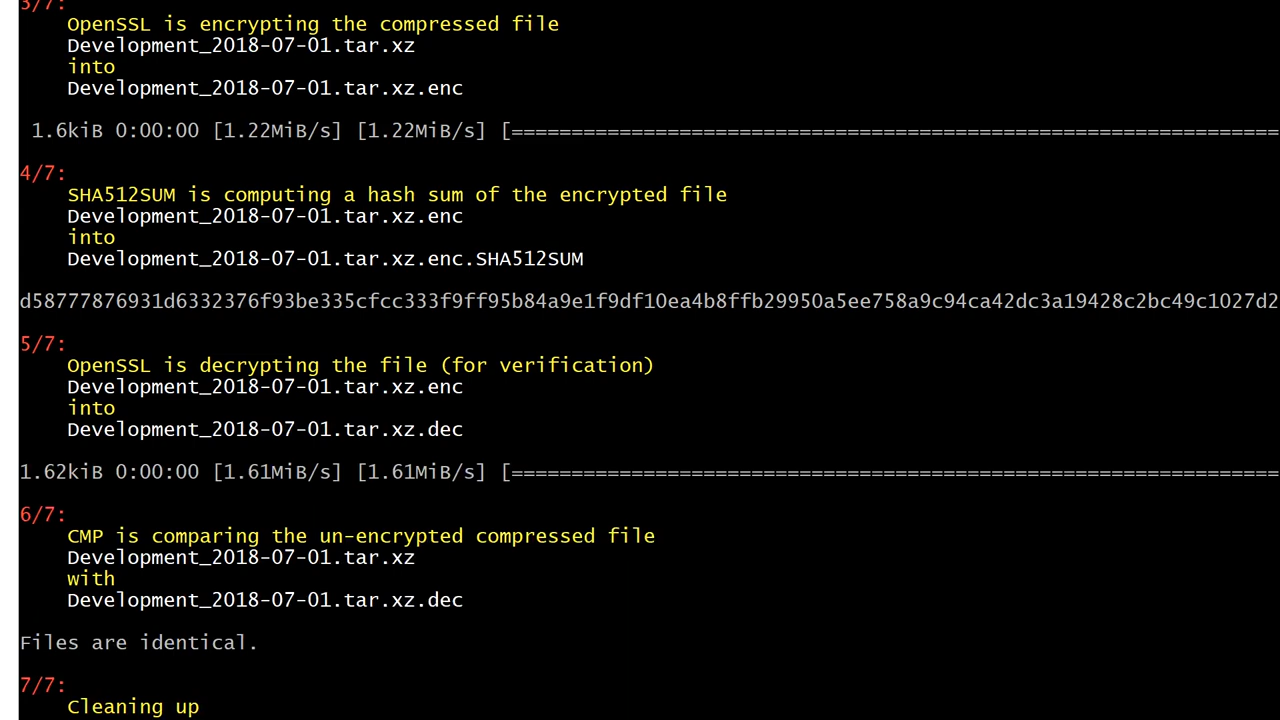 3/7:
OpenSSL is encrypting the compressed file
Development_2018-07-01.tar.xz
into
Development_2018-07-01.tar.xz.enc
1.6kiB 0:00:00 [1.22MiB/s] [1.22MiB/s] [================================================================
4/7:
SHA512SUM is computing a hash sum of the encrypted file
Development_2018-07-01.tar.xz.enc
into
Development_2018-07-01.tar.xz.enc.SHA512SUM
d58777876931d6332376f93be335cfcc333f9ff95b84a9e1f9df10ea4b8ffb29950a5ee758a9c94ca42dc3a19428c2bc49c1027d2
5/7:
OpenSSL is decrypting the file (for verification)
Development_2018-07-01.tar.xz.enc
into
Development_2018-07-01.tar.xz.dec
1.62kiB 0:00:00 [1.61MiB/s] [1.61MiB/s] [================================================================
6/7:
CMP is comparing the un-encrypted compressed file
Development_2018-07-01.tar.xz
with
Development_2018-07-01.tar.xz.dec
Files are identical.
7/7:
Cleaning up